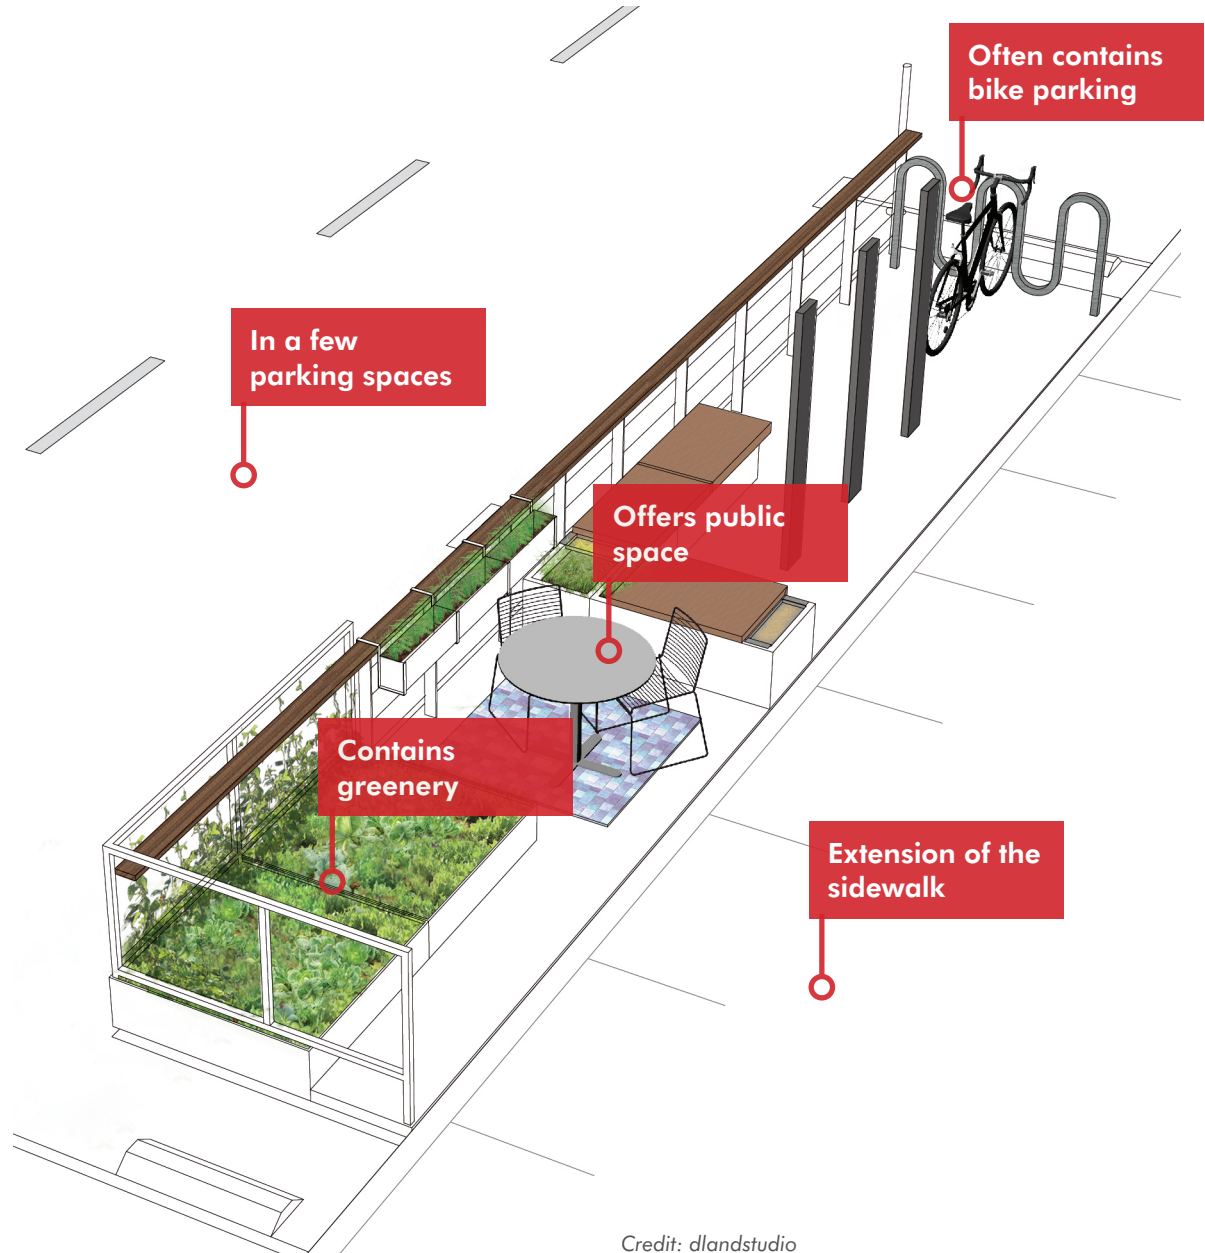 Often contains
bike parking
In a few
parking spaces
Offers public
space
Contains
greenery
Extension of the
sidewalk
Credit: dlandstudio